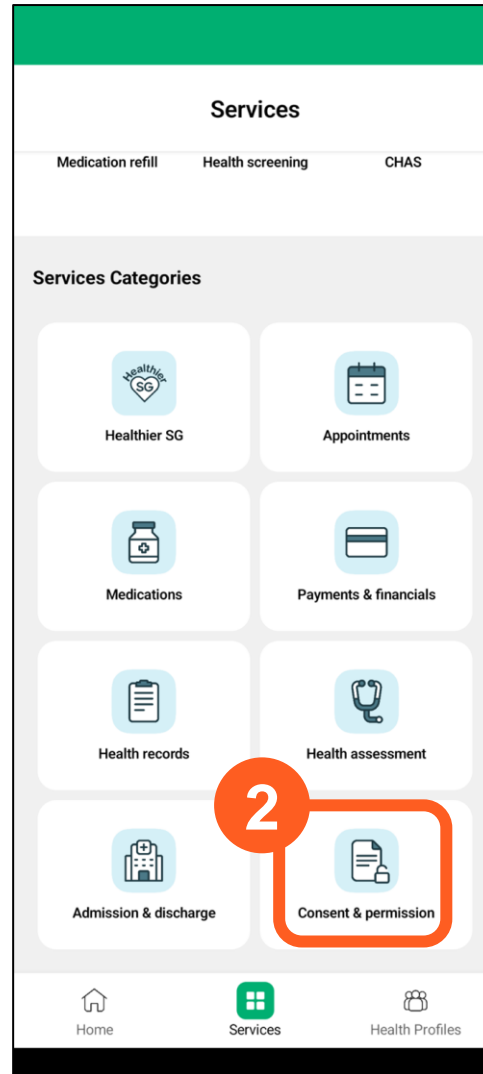 Services
Medication refill Health screening CHAS
Services Categories
Healthier
SG
Healthier SG Appointments
Medications Payments & financials
Health records Health assessment
2
Admission & discharge Consent & permission
Home Services Health Profiles